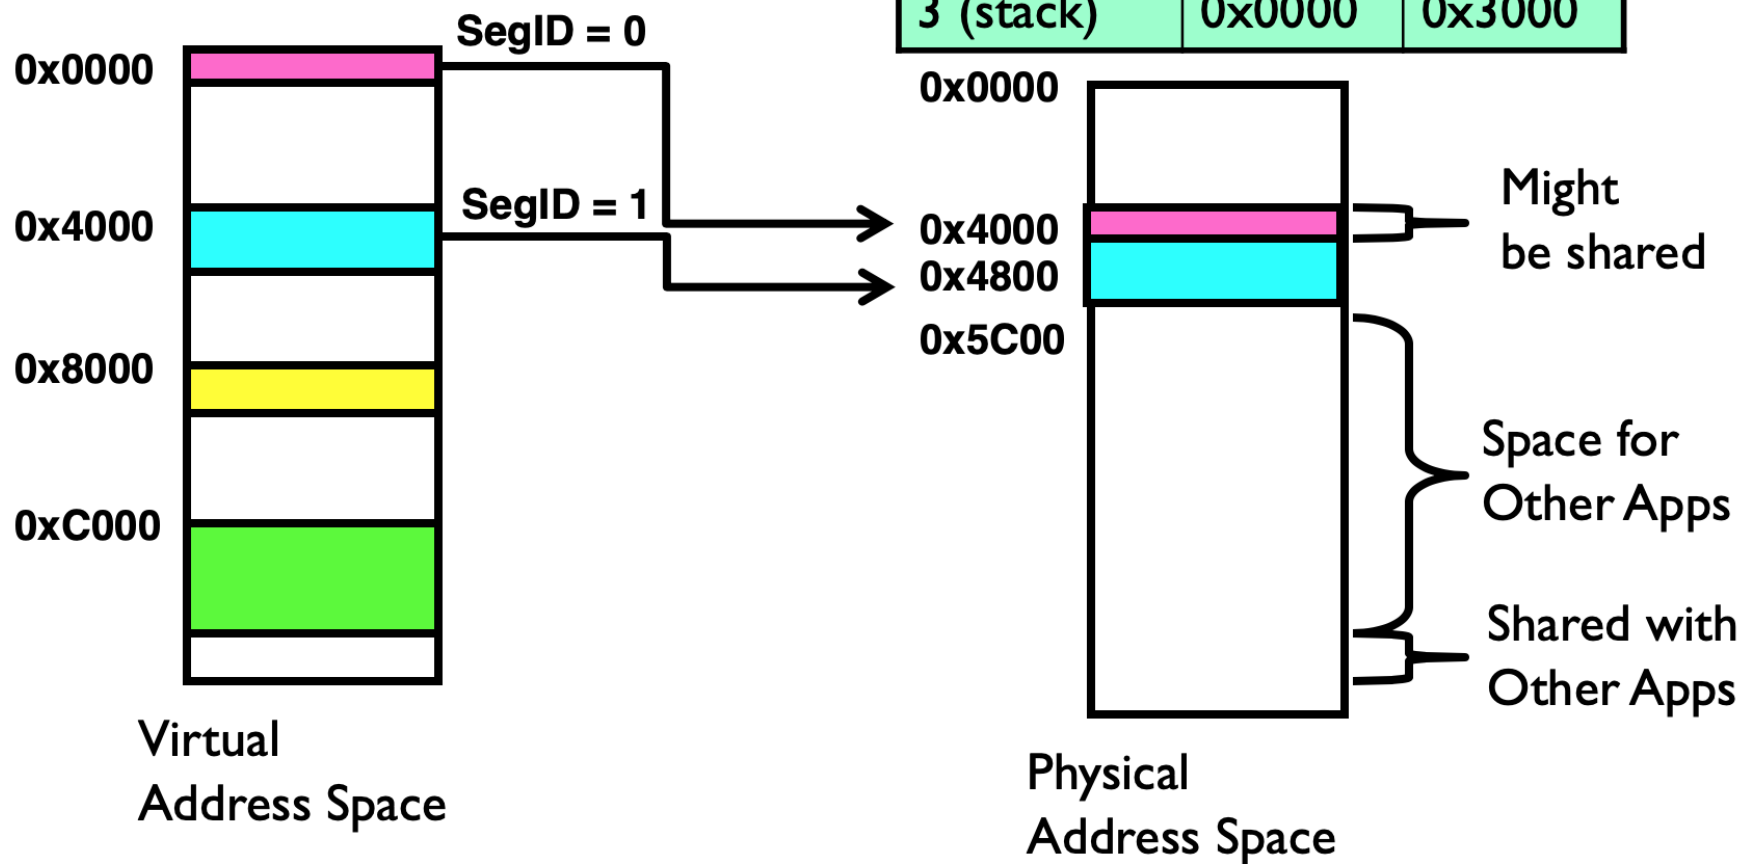 3 (stack) 0x0000 0x3000
SegID = 0
0x0000
0x0000
Might
be shared
SegID = 1
0x4000
0x4000
0x4800
0x5C00
0x8000
Space for
Other Apps
0xC000
Shared with
Other Apps
Virtual
Address Space
Physical
Address Space